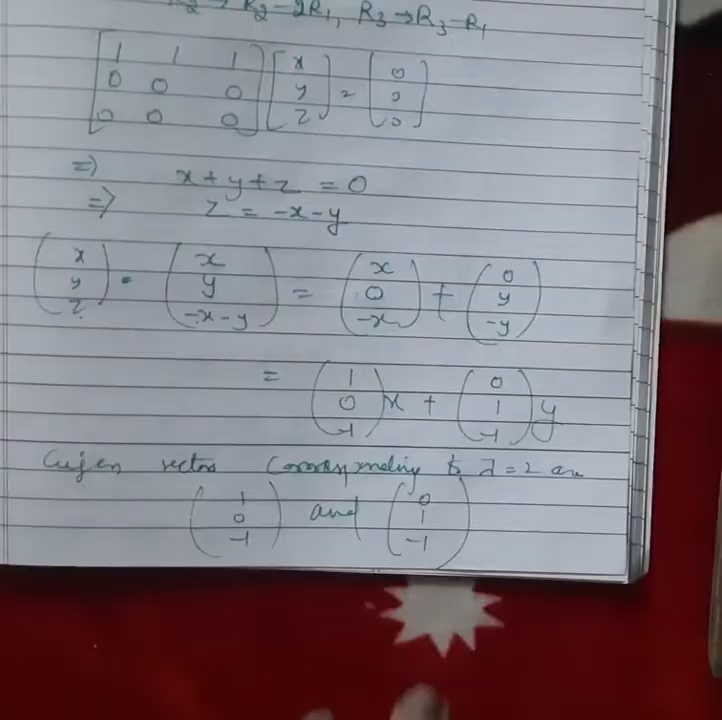 R2 → R2 - 2R1, R3 → R3 - R1
[1 1 1; 0 0 0; 0 0 0] [x; y; z] = [0; 0; 0]
=> x + y + z = 0
=> z = -x - y
(x; y; z) = (x; y; -x - y) = (x; 0; -x) + (0; y; -y)
= (1; 0; -1) x + (0; 1; -1) y
Eigen vectors Corresponding to λ = 2 are
(1; 0; -1) and (0; 1; -1)